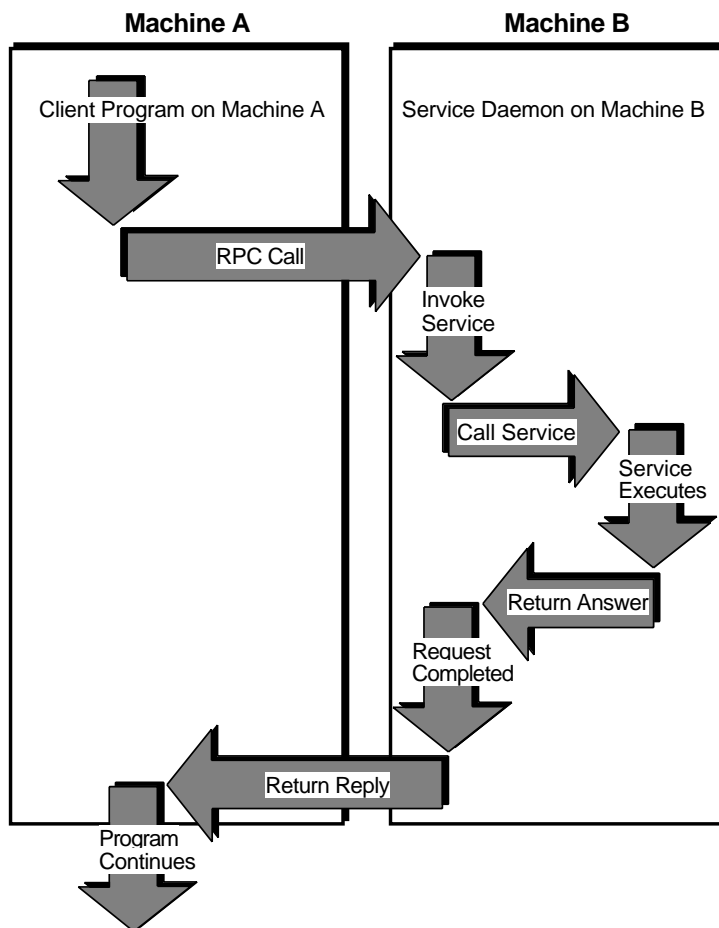 Machine A
Machine B
Client Program on Machine A
Service Daemon on Machine B
RPC Call
Invoke
Service
Call Service
Service
Executes
Return Answer
Request
Completed
Return Reply
Program
Continues